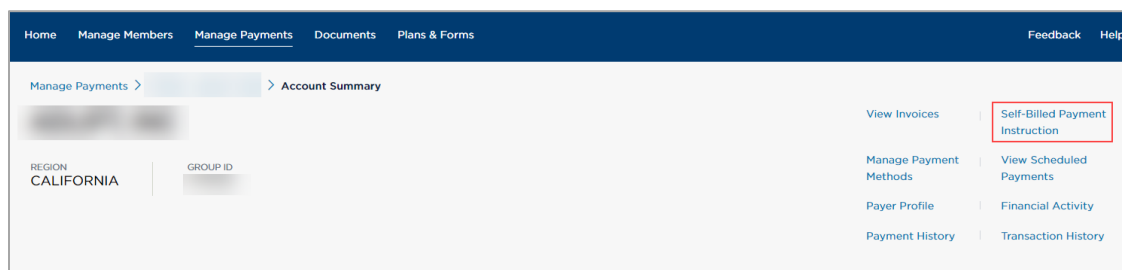 Home Manage Members Manage Payments Documents Plans & Forms Feedback Help
Manage Payments > > Account Summary
View Invoices
Self-Billed Payment
Instruction
REGION
CALIFORNIA
GROUP ID
Manage Payment
Methods
View Scheduled
Payments
Payer Profile
Financial Activity
Payment History
Transaction History